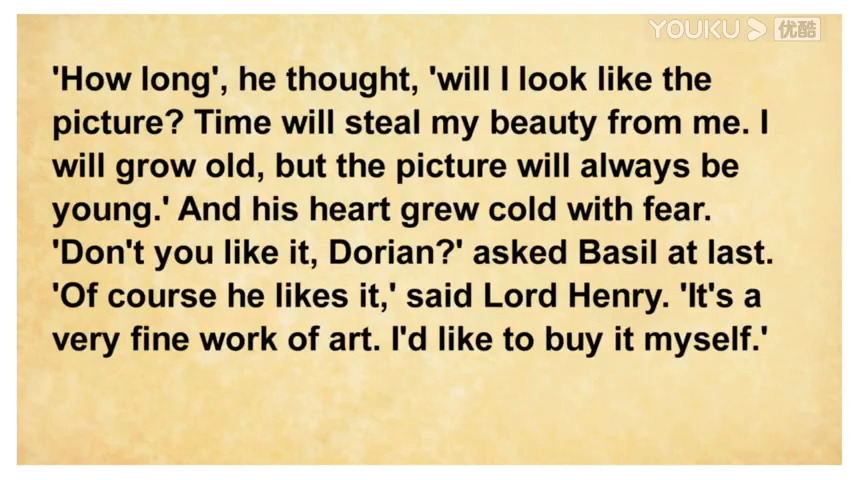 YOUKU 优酷
'How long', he thought, 'will I look like the
picture? Time will steal my beauty from me. I
will grow old, but the picture will always be
young.' And his heart grew cold with fear.
'Don't you like it, Dorian?' asked Basil at last.
'Of course he likes it,' said Lord Henry. 'It's a
very fine work of art. I'd like to buy it myself.'